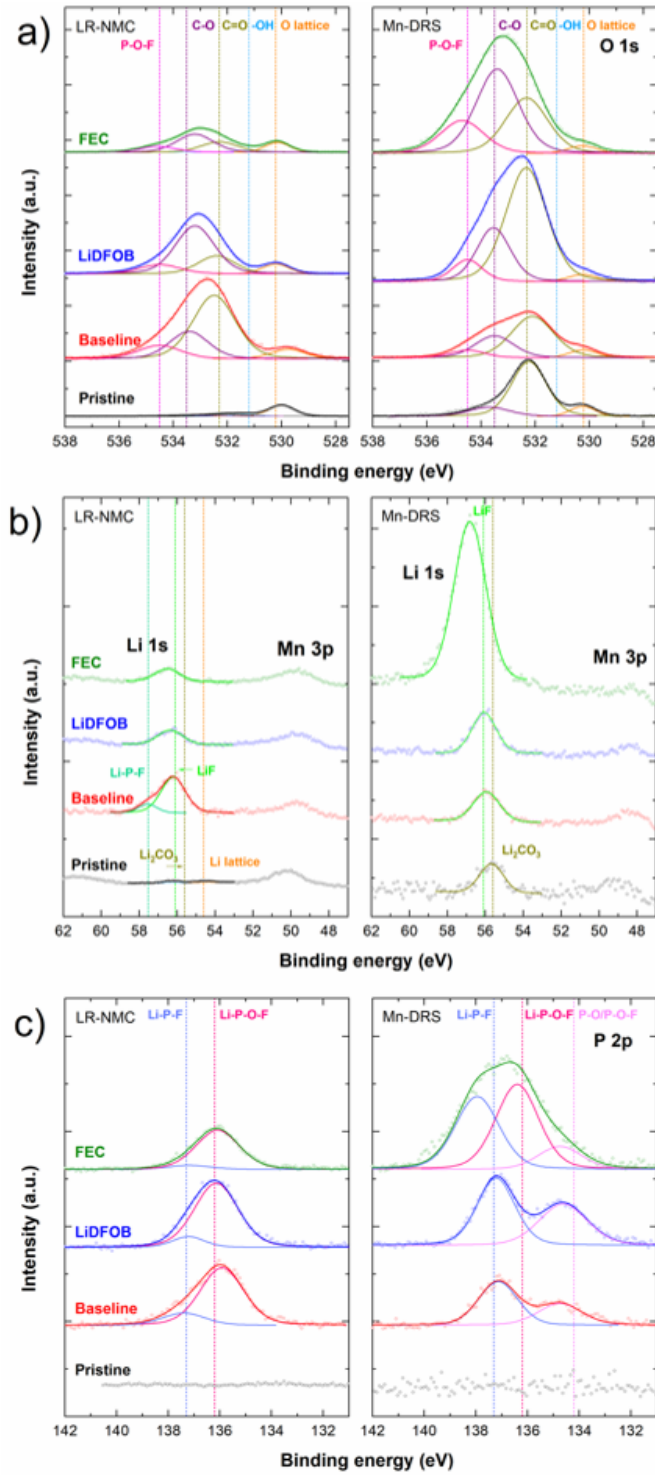 a)
LR-NMC
C-O
C=O
-OH
O lattice
P-O-F
FEC
LiDFOB
Baseline
Pristine
538 536 534 532 530 528
Mn-DRS
C-O
C=O
-OH
O lattice
P-O-F
O 1s
538 536 534 532 530 528
Intensity (a.u.)
Binding energy (eV)
b)
LR-NMC
Li 1s
Mn 3p
FEC
LiDFOB
Li-P-F
LiF
Baseline
Li₂CO₃
Li lattice
Pristine
62 60 58 56 54 52 50 48
Mn-DRS
LiF
Li 1s
Mn 3p
Li₂CO₃
62 60 58 56 54 52 50 48
Intensity (a.u.)
Binding energy (eV)
c)
LR-NMC
Li-P-F
Li-P-O-F
FEC
LiDFOB
Baseline
Pristine
142 140 138 136 134 132
Mn-DRS
Li-P-F
Li-P-O-F
P-O/P-O-F
P 2p
142 140 138 136 134 132
Intensity (a.u.)
Binding energy (eV)